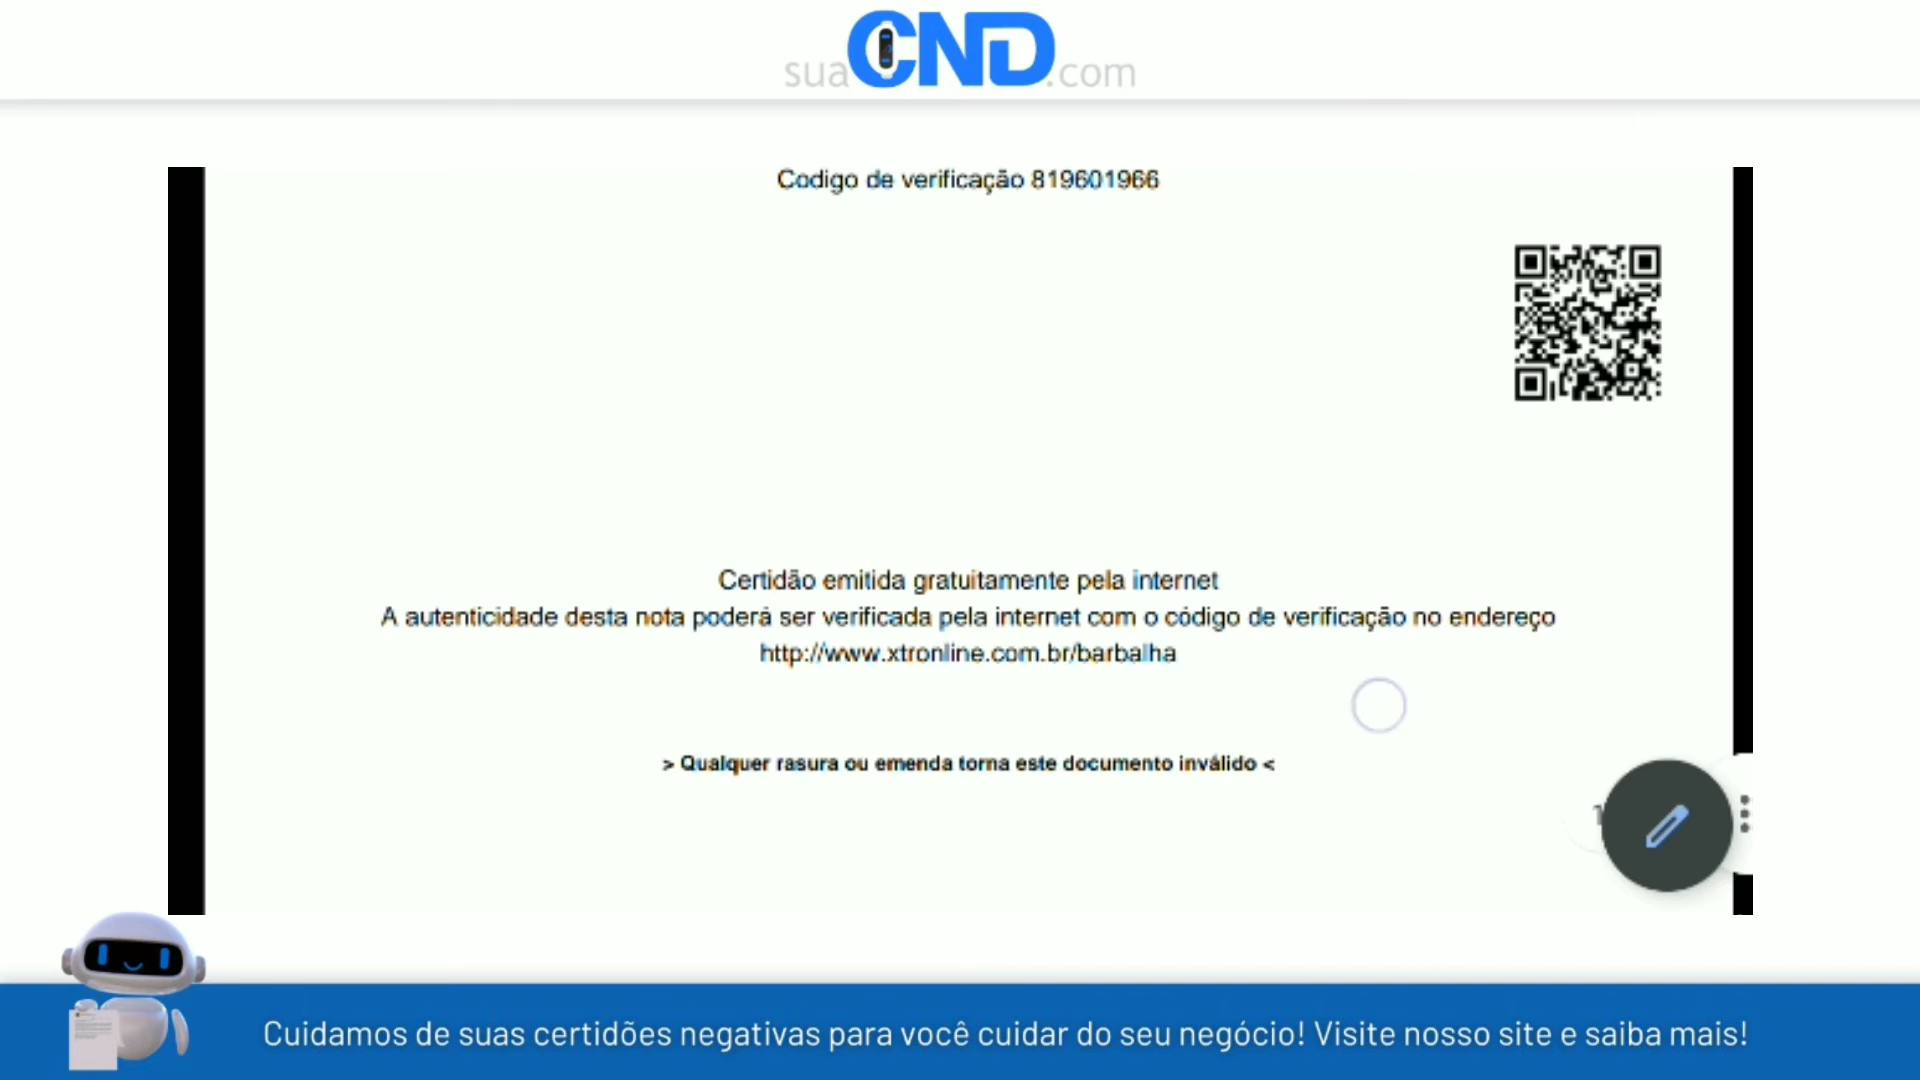 suaCND.com
Codigo de verificação 819601966
Certidão emitida gratuitamente pela internet
A autenticidade desta nota poderá ser verificada pela internet com o código de verificação no endereço
http://www.xtronline.com.br/barbalha
> Qualquer rasura ou emenda torna este documento inválido <
Cuidamos de suas certidões negativas para você cuidar do seu negócio! Visite nosso site e saiba mais!